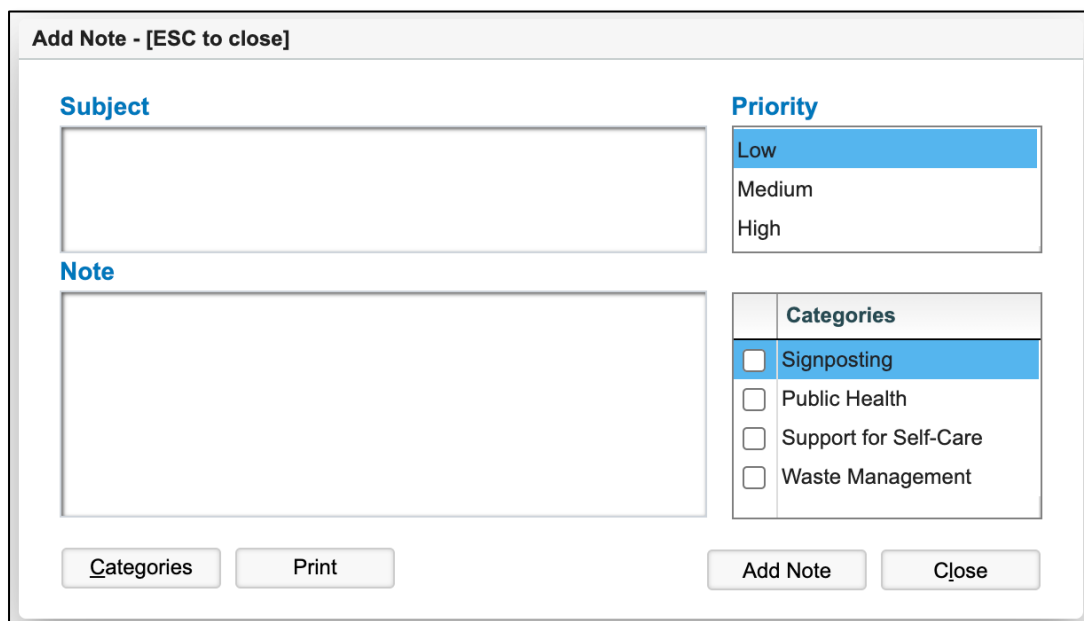 Add Note - [ESC to close]
Subject
Priority
Low
Medium
High
Note
Categories
Signposting
Public Health
Support for Self-Care
Waste Management
Categories
Print
Add Note
Close